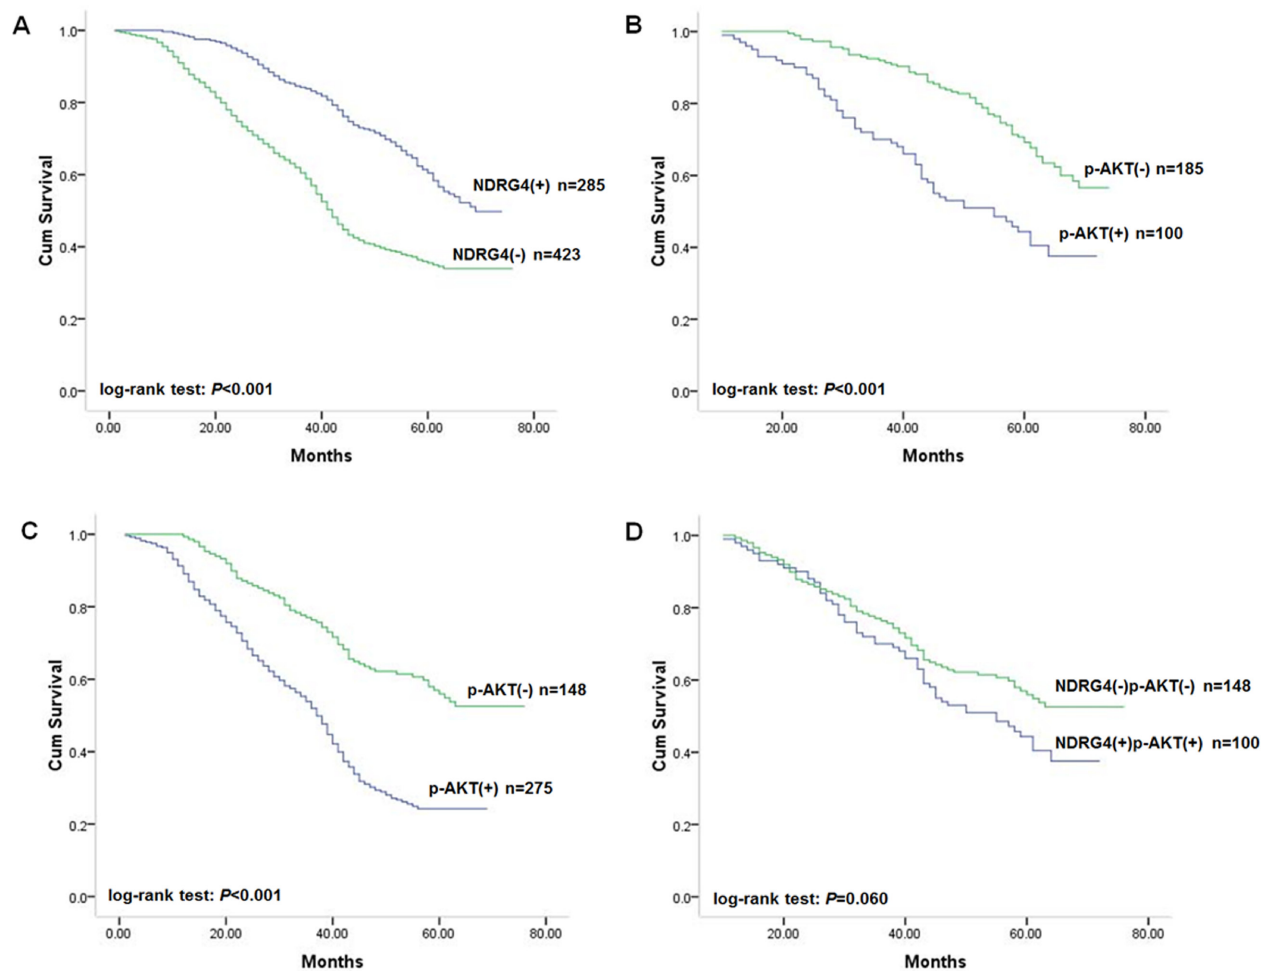 A
Cum Survival
1.0
0.8
0.6
0.4
0.2
0.0
NDRG4(+) n=285
NDRG4(-) n=423
log-rank test: P<0.001
0.00 20.00 40.00 60.00 80.00
Months
B
Cum Survival
1.0
0.8
0.6
0.4
0.2
0.0
p-AKT(-) n=185
p-AKT(+) n=100
log-rank test: P<0.001
20.00 40.00 60.00 80.00
Months
C
Cum Survival
1.0
0.8
0.6
0.4
0.2
0.0
p-AKT(-) n=148
p-AKT(+) n=275
log-rank test: P<0.001
0.00 20.00 40.00 60.00 80.00
Months
D
Cum Survival
1.0
0.8
0.6
0.4
0.2
0.0
NDRG4(-)p-AKT(-) n=148
NDRG4(+)p-AKT(+) n=100
log-rank test: P=0.060
20.00 40.00 60.00 80.00
Months